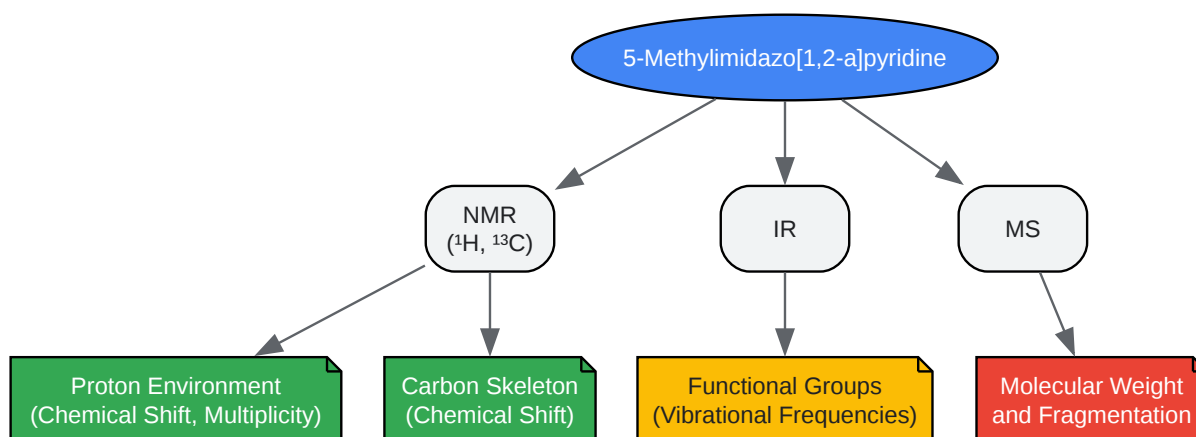 5-Methylimidazo[1,2-a]pyridine
NMR
(¹H, ¹³C)
IR
MS
Proton Environment
(Chemical Shift, Multiplicity)
Carbon Skeleton
(Chemical Shift)
Functional Groups
(Vibrational Frequencies)
Molecular Weight
and Fragmentation